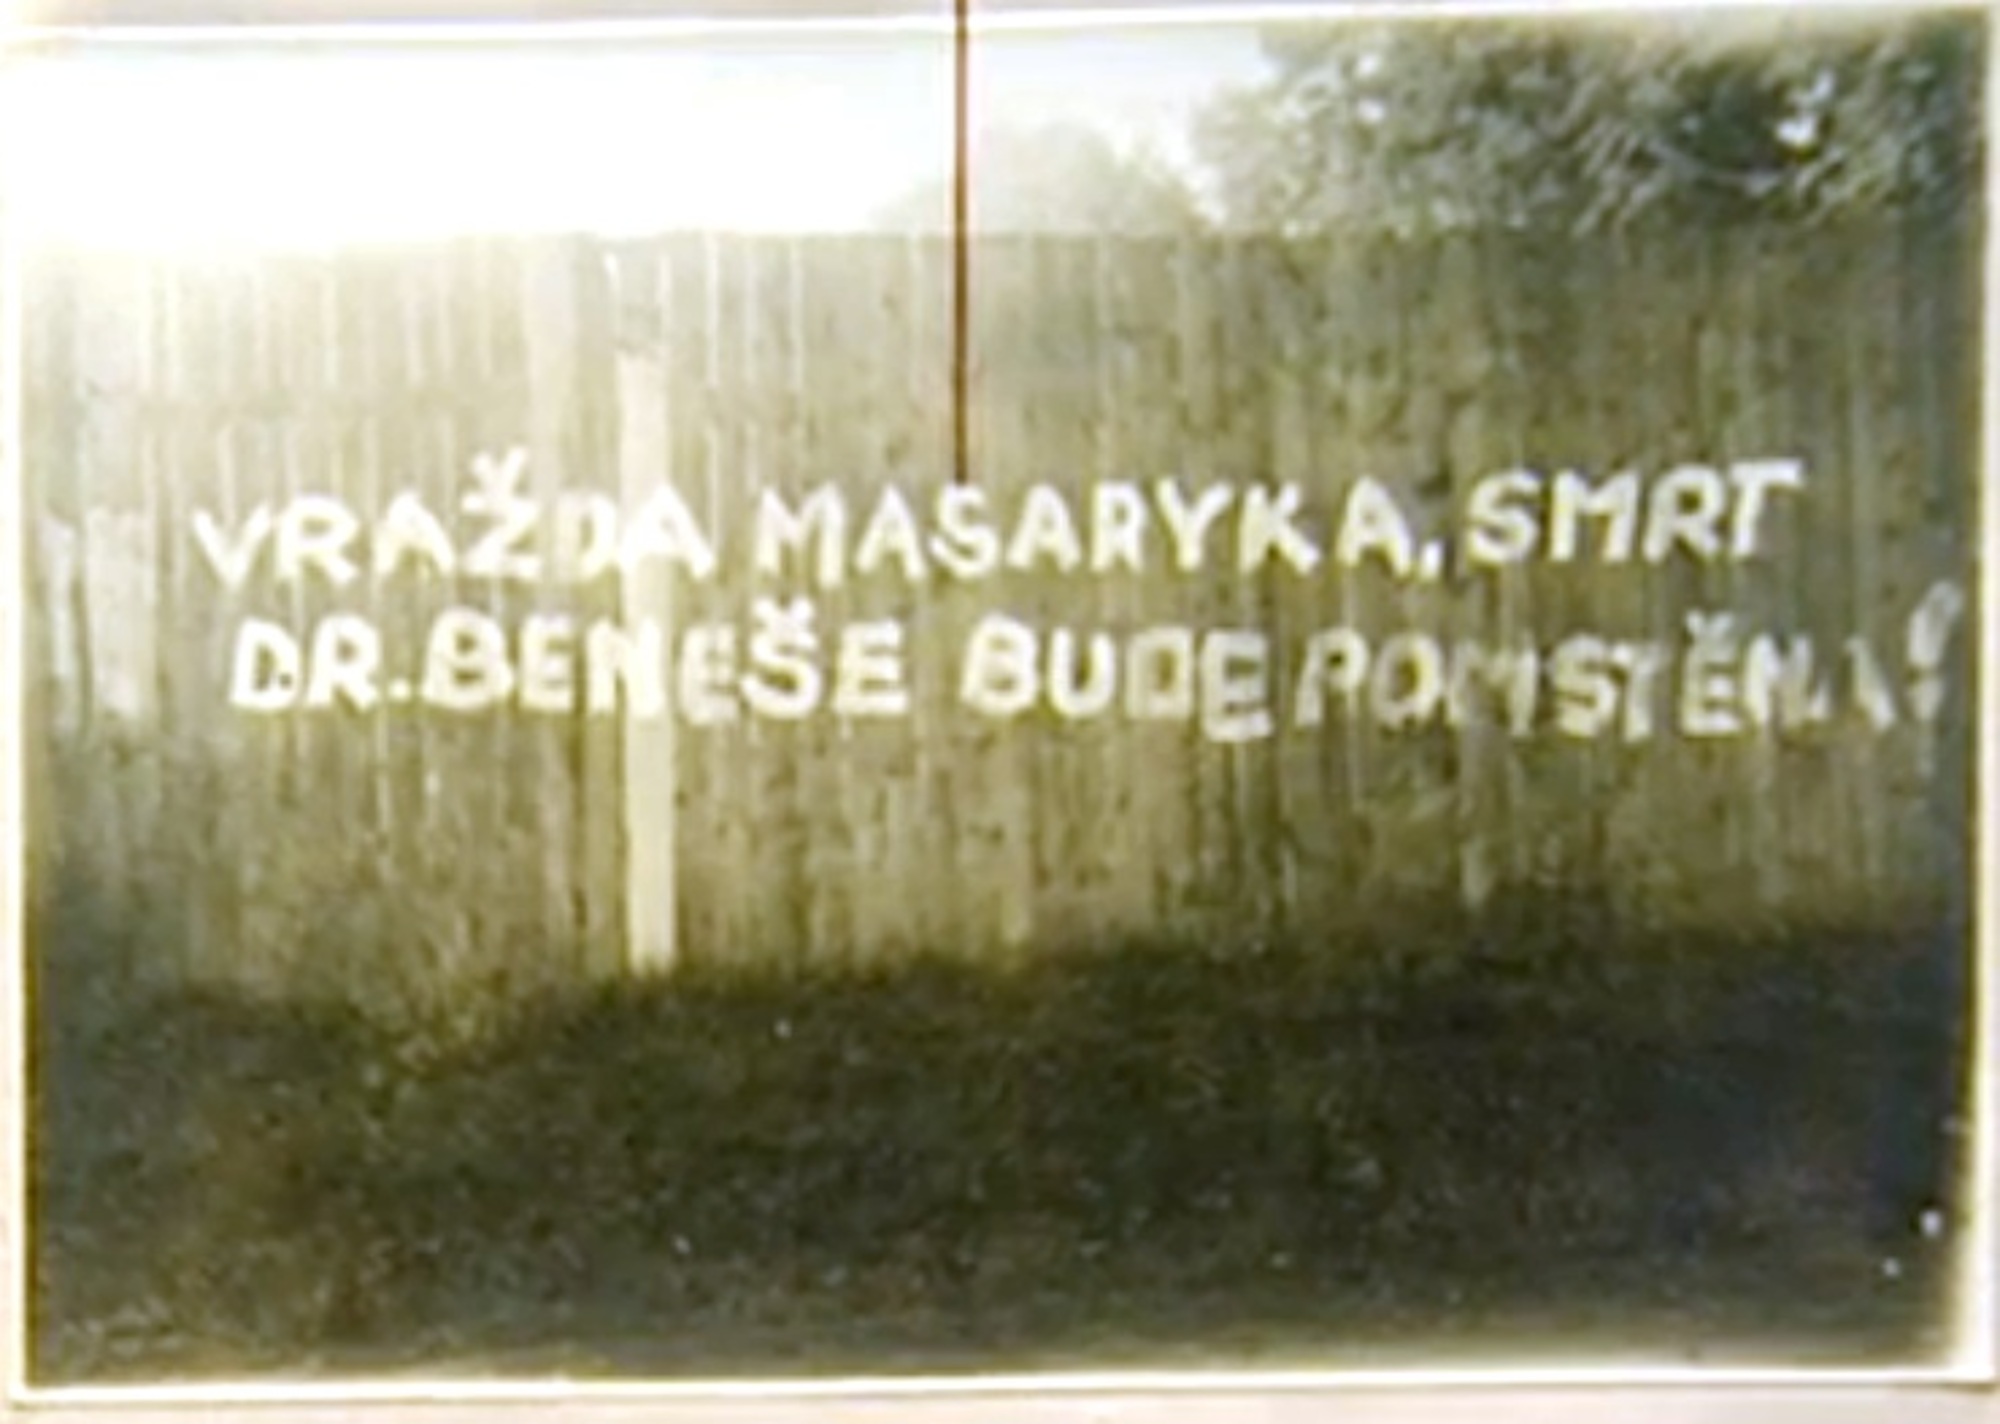 VRAŽDA MASARYKA, SMRT
DR. BENEŠE BUDE POMSTĚNA!